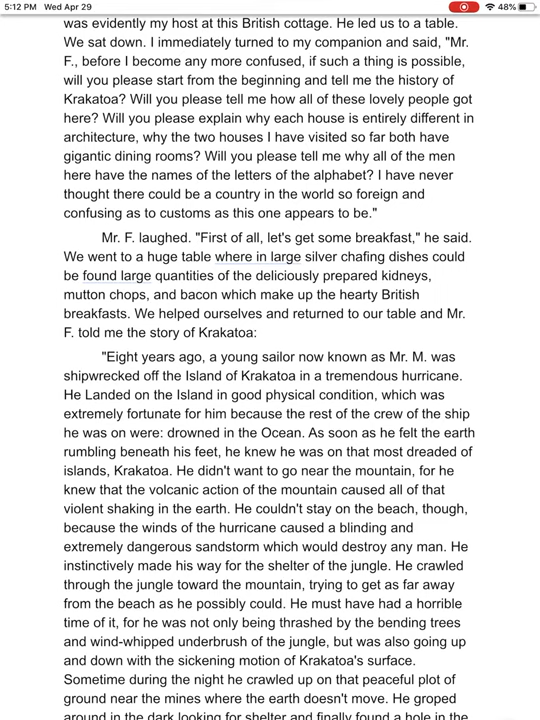 5:12 PM Wed Apr 29
48%
was evidently my host at this British cottage. He led us to a table.
We sat down. I immediately turned to my companion and said, "Mr.
F., before I become any more confused, if such a thing is possible,
will you please start from the beginning and tell me the history of
Krakatoa? Will you please tell me how all of these lovely people got
here? Will you please explain why each house is entirely different in
architecture, why the two houses I have visited so far both have
gigantic dining rooms? Will you please tell me why all of the men
here have the names of the letters of the alphabet? I have never
thought there could be a country in the world so foreign and
confusing as to customs as this one appears to be."
Mr. F. laughed. "First of all, let's get some breakfast," he said.
We went to a huge table where in large silver chafing dishes could
be found large quantities of the deliciously prepared kidneys,
mutton chops, and bacon which make up the hearty British
breakfasts. We helped ourselves and returned to our table and Mr.
F. told me the story of Krakatoa:
"Eight years ago, a young sailor now known as Mr. M. was
shipwrecked off the Island of Krakatoa in a tremendous hurricane.
He Landed on the Island in good physical condition, which was
extremely fortunate for him because the rest of the crew of the ship
he was on were: drowned in the Ocean. As soon as he felt the earth
rumbling beneath his feet, he knew he was on that most dreaded of
islands, Krakatoa. He didn't want to go near the mountain, for he
knew that the volcanic action of the mountain caused all of that
violent shaking in the earth. He couldn't stay on the beach, though,
because the winds of the hurricane caused a blinding and
extremely dangerous sandstorm which would destroy any man. He
instinctively made his way for the shelter of the jungle. He crawled
through the jungle toward the mountain, trying to get as far away
from the beach as he possibly could. He must have had a horrible
time of it, for he was not only being thrashed by the bending trees
and wind-whipped underbrush of the jungle, but was also going up
and down with the sickening motion of Krakatoa's surface.
Sometime during the night he crawled up on that peaceful plot of
ground near the mines where the earth doesn't move. He groped
around in the dark looking for shelter and finally found a hole in the